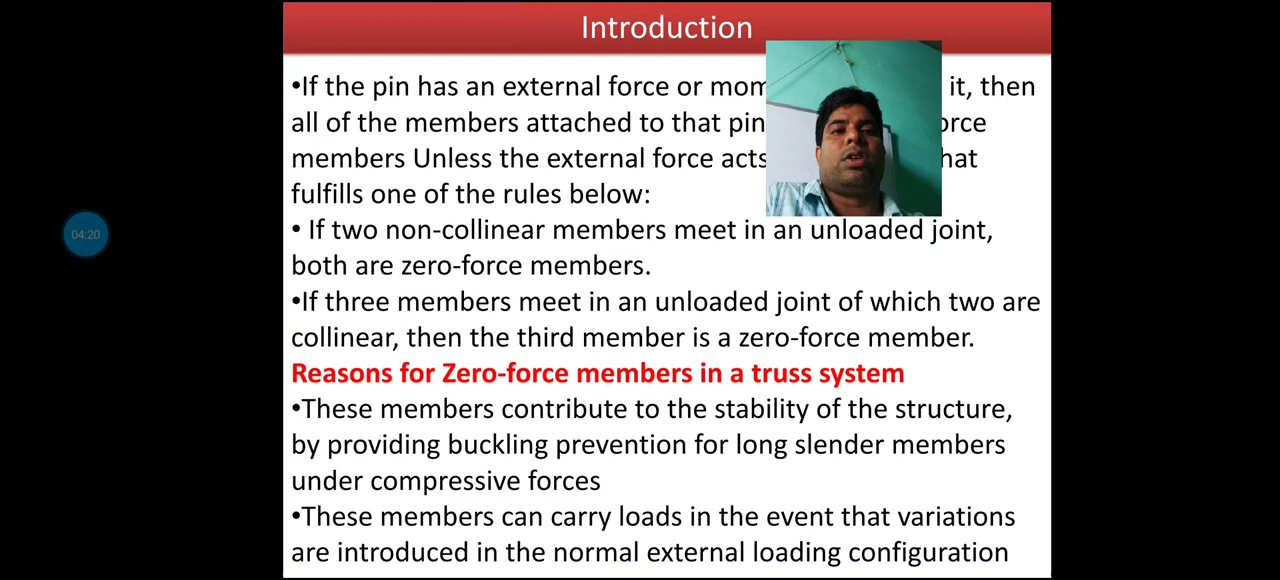 Introduction
•If the pin has an external force or mom it, then
all of the members attached to that pin orce
members Unless the external force acts hat
fulfills one of the rules below:
• If two non-collinear members meet in an unloaded joint,
both are zero-force members.
•If three members meet in an unloaded joint of which two are
collinear, then the third member is a zero-force member.
Reasons for Zero-force members in a truss system
•These members contribute to the stability of the structure,
by providing buckling prevention for long slender members
under compressive forces
•These members can carry loads in the event that variations
are introduced in the normal external loading configuration
04:20